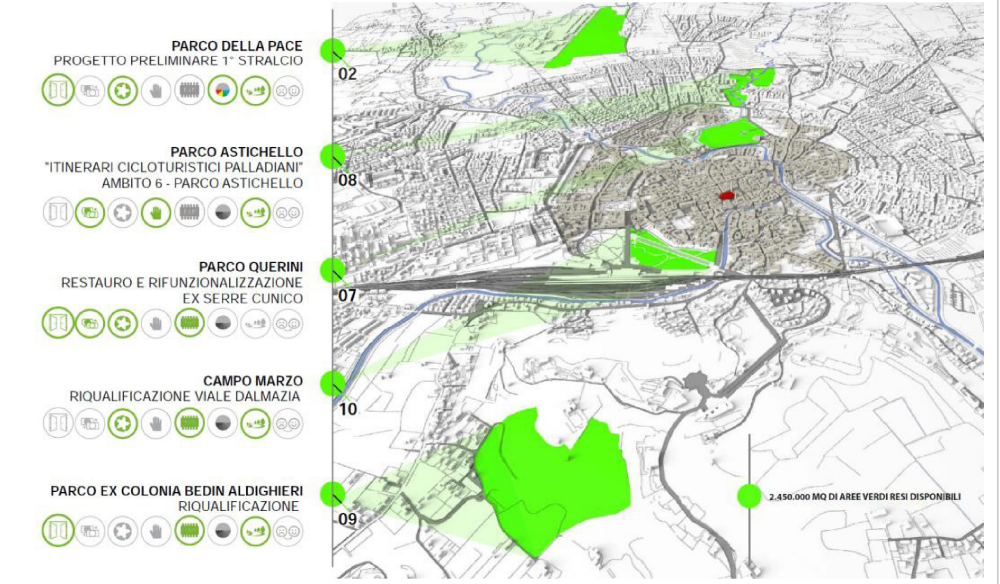 PARCO DELLA PACE
PROGETTO PRELIMINARE 1° STRALCIO
02
PARCO ASTICHELLO
"ITINERARI CICLOTURISTICI PALLADIANI"
AMBITO 6 - PARCO ASTICHELLO
08
PARCO QUERINI
RESTAURO E RIFUNZIONALIZZAZIONE
EX SERRE CUNICO
07
CAMPO MARZO
RIQUALIFICAZIONE VIALE DALMAZIA
10
PARCO EX COLONIA BEDIN ALDIGHIERI
RIQUALIFICAZIONE
09
2.450.000 MQ DI AREE VERDI RESI DISPONIBILI